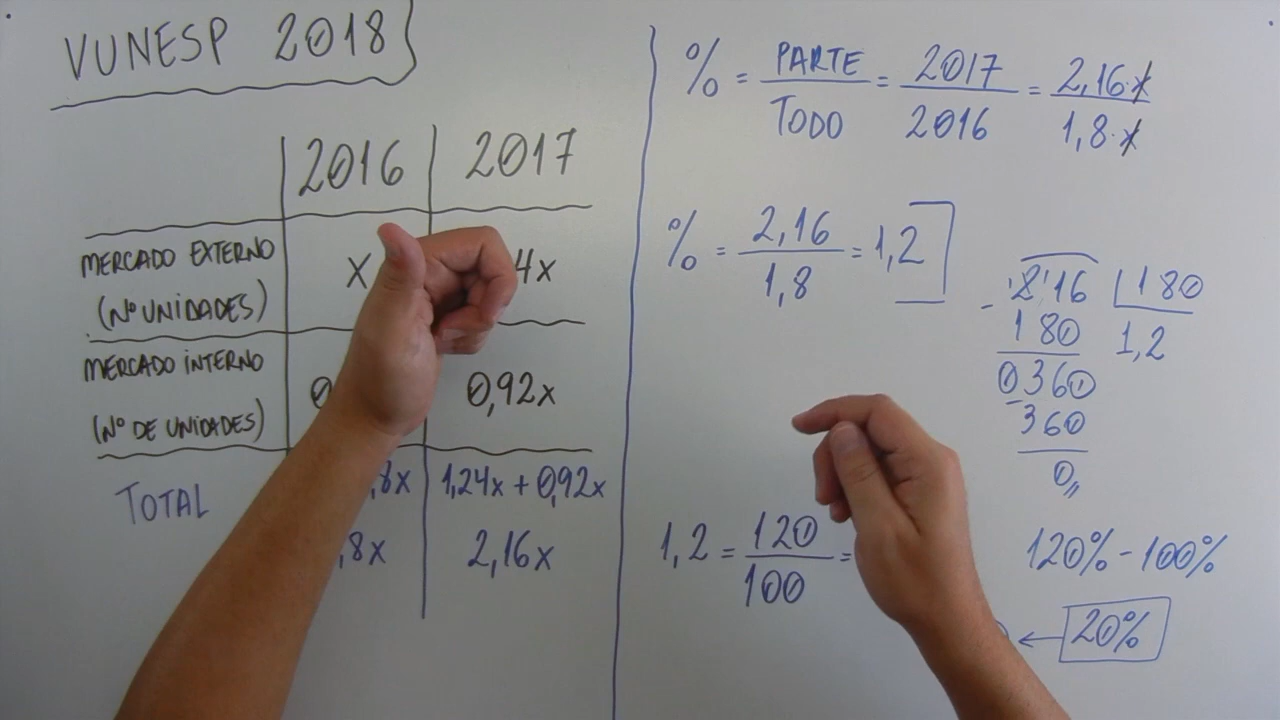 VUNESP 2018
2016 2017
MERCADO EXTERNO
(Nº UNIDADES)
X 4x
MERCADO INTERNO
(Nº DE UNIDADES)
0 0,92x
TOTAL
,8x 1,24x + 0,92x
,8x 2,16x
% = PARTE / TODO = 2017 / 2016 = 2,16·x / 1,8·x
% = 2,16 / 1,8 = 1,2
216 180
- 180 1,2
0360
- 360
0,,
1,2 = 120 / 100 =
120% - 100%
← 20%